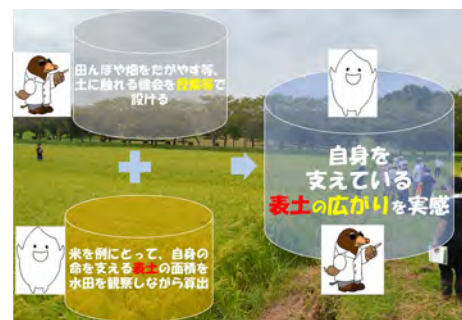 田んぼや畑をたがやす等、
土に触れる機会を授業等で
設ける
米を例にとって、自身の
命を支える表土の面積を
水田を観察しながら算出
自身を
支えている
表土の広がりを実感